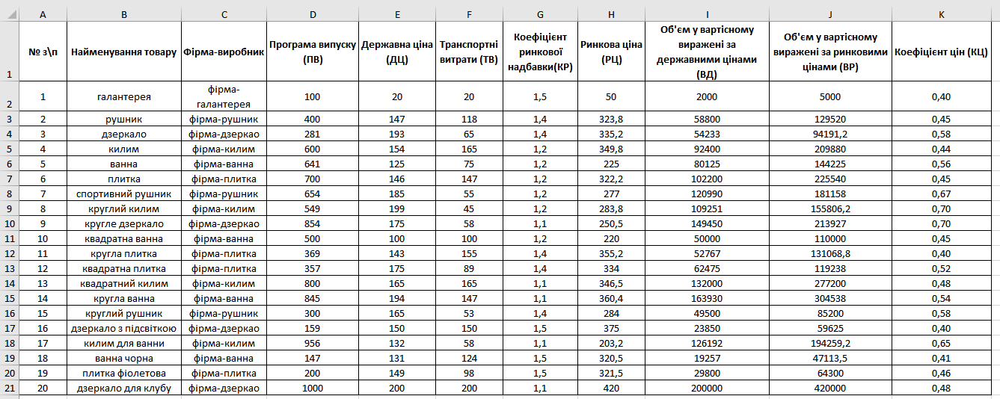 A B C D E F G H I J K
1 № з\п Найменування товару Фірма-виробник Програма випуску (ПВ) Державна ціна (ДЦ) Транспортні витрати (ТВ) Коефіцієнт ринкової надбавки(КР) Ринкова ціна (РЦ) Об'єм у вартісному виражені за державними цінами (ВД) Об'єм у вартісному виражені за ринковими цінами (ВР) Коефіцієнт цін (КЦ)
2 1 галантерея фірма-галантерея 100 20 20 1,5 50 2000 5000 0,40
3 2 рушник фірма-рушник 400 147 118 1,4 323,8 58800 129520 0,45
4 3 дзеркало фірма-дзеркао 281 193 65 1,4 335,2 54233 94191,2 0,58
5 4 килим фірма-килим 600 154 165 1,2 349,8 92400 209880 0,44
6 5 ванна фірма-ванна 641 125 75 1,2 225 80125 144225 0,56
7 6 плитка фірма-плитка 700 146 147 1,2 322,2 102200 225540 0,45
8 7 спортивний рушник фірма-рушник 654 185 55 1,2 277 120990 181158 0,67
9 8 круглий килим фірма-килим 549 199 45 1,2 283,8 109251 155806,2 0,70
10 9 кругле дзеркало фірма-дзеркао 854 175 58 1,1 250,5 149450 213927 0,70
11 10 квадратна ванна фірма-ванна 500 100 100 1,2 220 50000 110000 0,45
12 11 кругла плитка фірма-плитка 369 143 155 1,4 355,2 52767 131068,8 0,40
13 12 квадратна плитка фірма-плитка 357 175 89 1,4 334 62475 119238 0,52
14 13 квадратний килим фірма-килим 800 165 165 1,1 346,5 132000 277200 0,48
15 14 кругла ванна фірма-ванна 845 194 147 1,1 360,4 163930 304538 0,54
16 15 круглий рушник фірма-рушник 300 165 53 1,4 284 49500 85200 0,58
17 16 дзеркало з підсвіткою фірма-дзеркао 159 150 150 1,5 375 23850 59625 0,40
18 17 килим для ванни фірма-килим 956 132 58 1,1 203,2 126192 194259,2 0,65
19 18 ванна чорна фірма-ванна 147 131 124 1,5 320,5 19257 47113,5 0,41
20 19 плитка фіолетова фірма-плитка 200 149 98 1,5 321,5 29800 64300 0,46
21 20 дзеркало для клубу фірма-дзеркао 1000 200 200 1,1 420 200000 420000 0,48